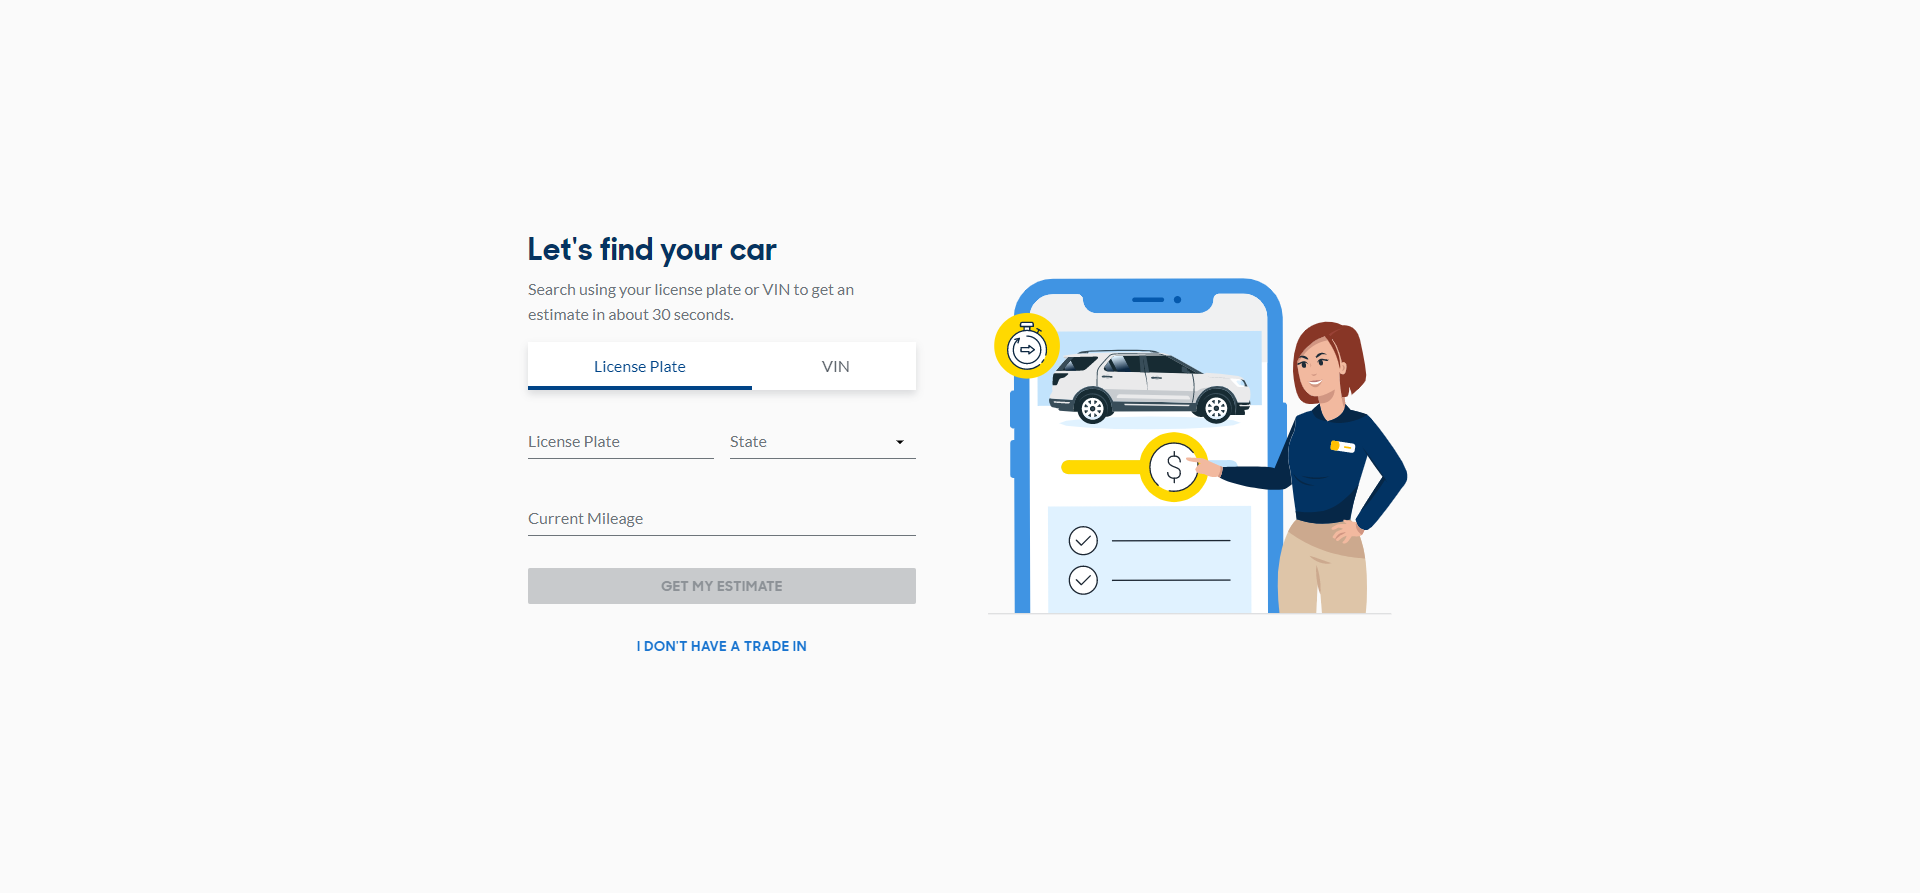 Let's find your car
Search using your license plate or VIN to get an
estimate in about 30 seconds.
License Plate
VIN
License Plate
State
Current Mileage
GET MY ESTIMATE
I DON'T HAVE A TRADE IN
$